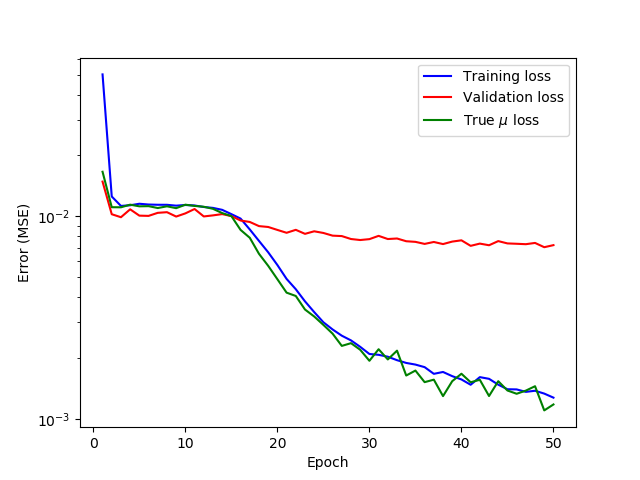 Training loss
Validation loss
True μ loss
10⁻²
10⁻³
Error (MSE)
0 10 20 30 40 50
Epoch